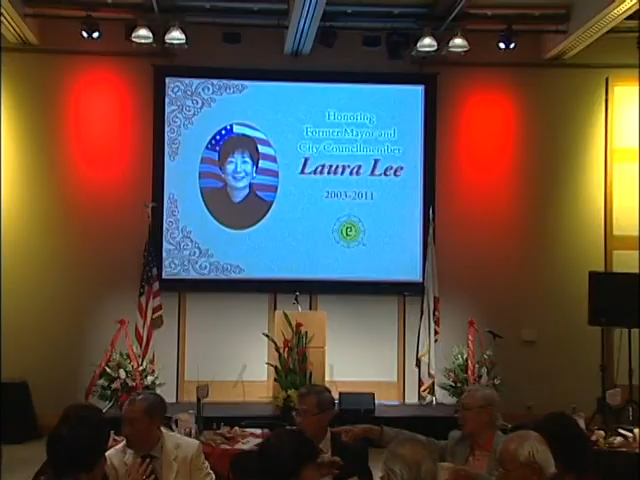 Honoring
Former Mayor and
City Councilmember
Laura Lee
2003-2011